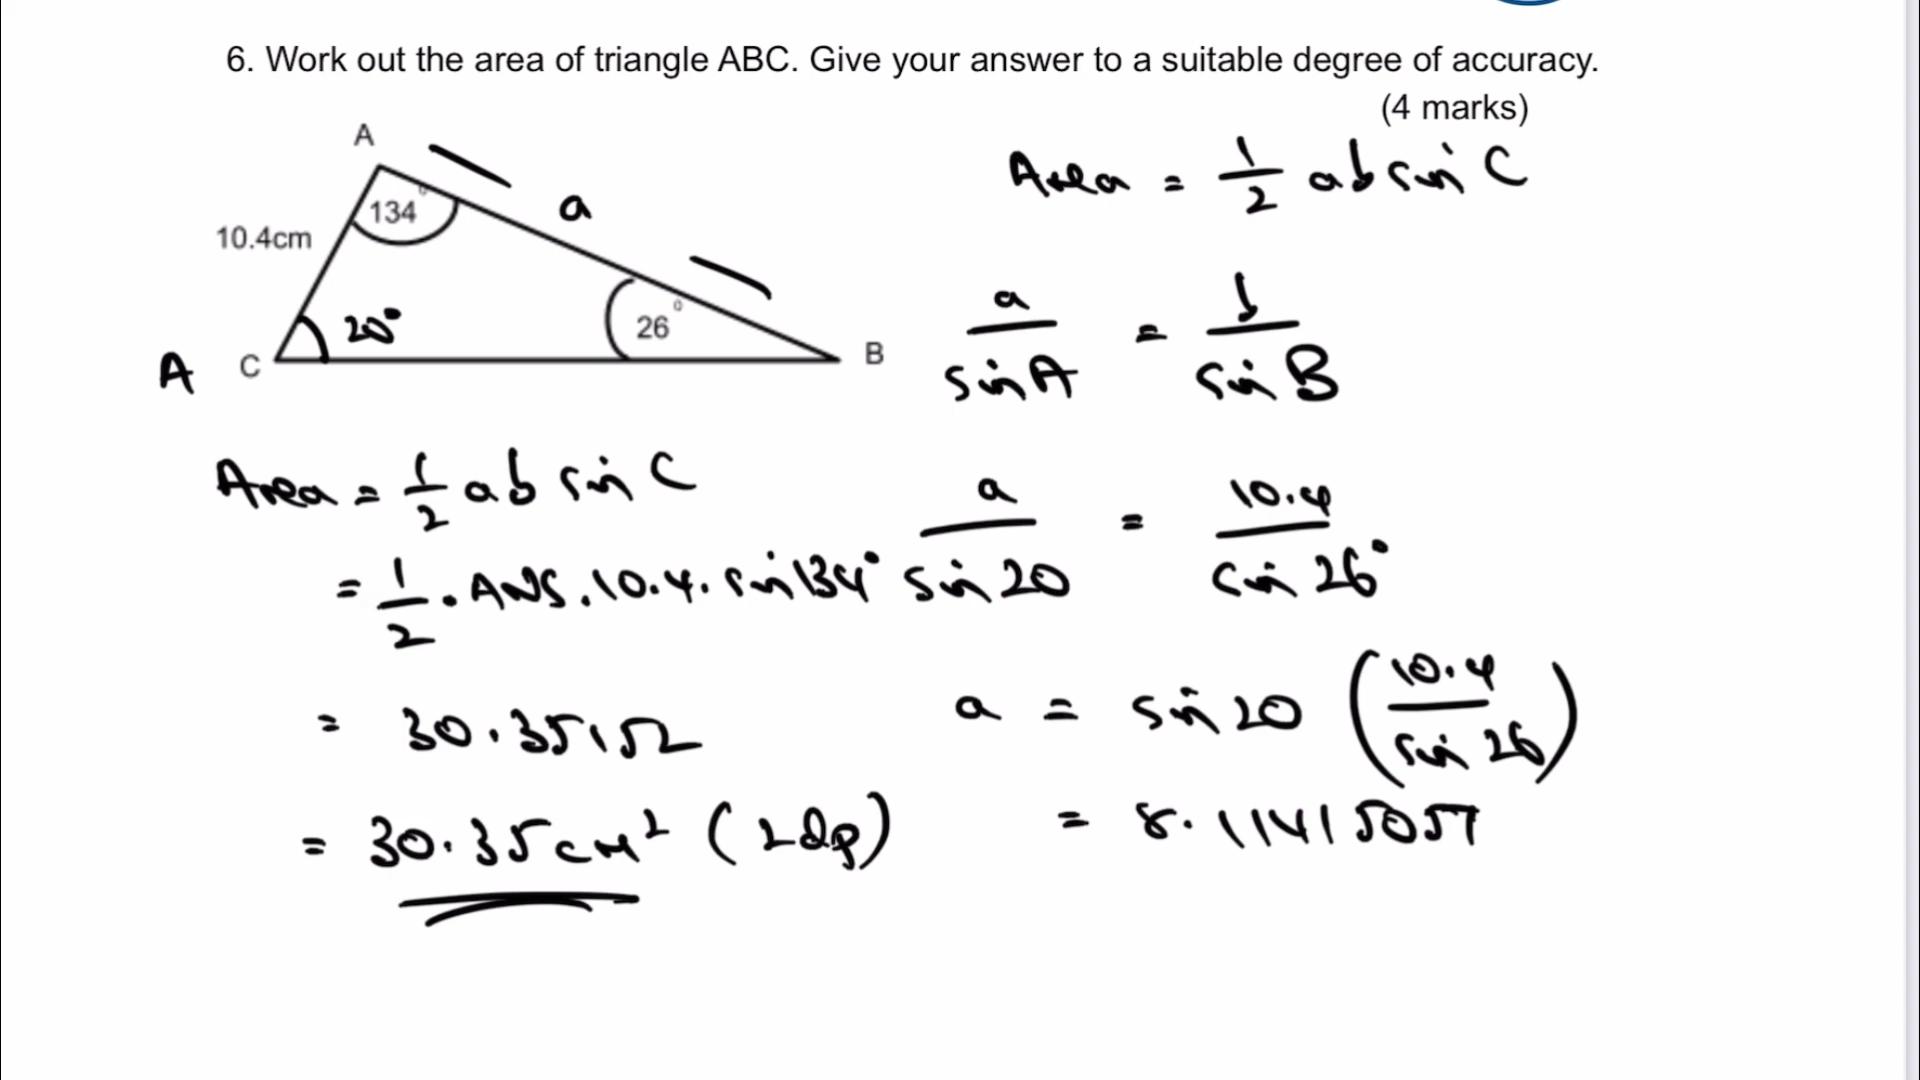 6. Work out the area of triangle ABC. Give your answer to a suitable degree of accuracy.
(4 marks)
A
134°
10.4cm
a
20°
26°
A C
B
Area = 1/2 ab sin C
a/sin A = b/sin B
a/sin 20 = 10.4/sin 26°
a = sin 20 (10.4/sin 26)
= 8.114150517
Area = 1/2 ab sin C
= 1/2 . ANS . 10.4 . sin 134°
= 30.35152
= 30.35cm² (2dp)